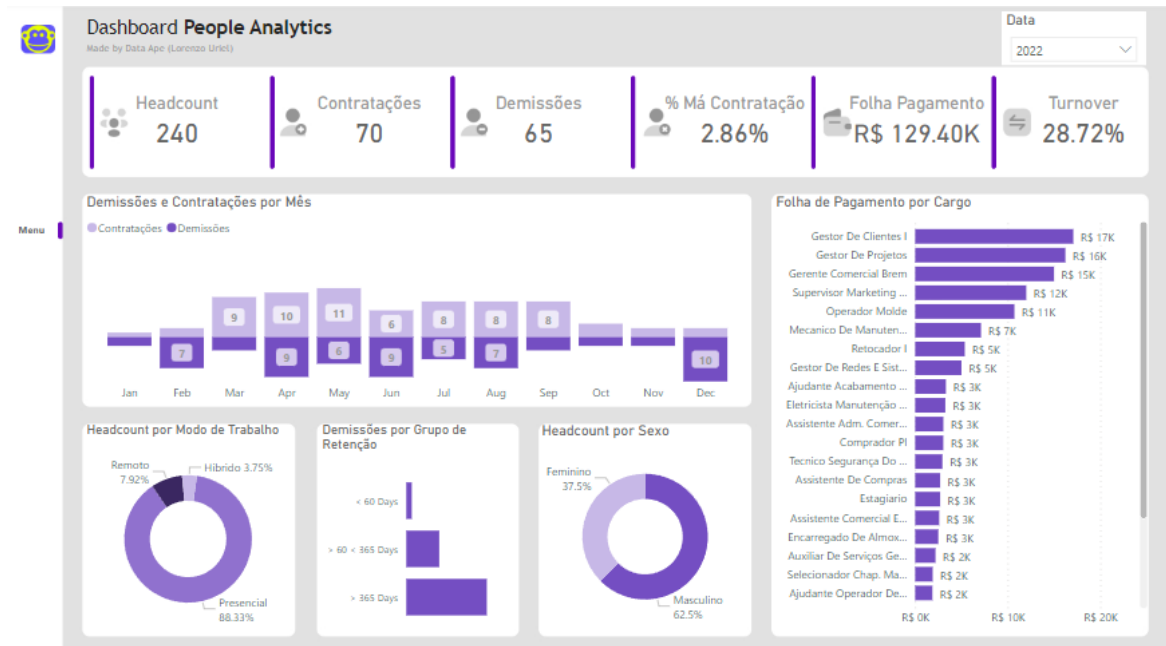 Dashboard People Analytics
Made by Data Ape (Lorenzo Uriel)
Data
2022
Headcount
240
Contratações
70
Demissões
65
% Má Contratação
2.86%
Folha Pagamento
R$ 129.40K
Turnover
28.72%
Menu
Demissões e Contratações por Mês
Contratações Demissões
9 10 11 6 8 8 8
7 9 6 9 5 7 10
Jan Feb Mar Apr May Jun Jul Aug Sep Oct Nov Dec
Headcount por Modo de Trabalho
Remoto
7.92%
Híbrido 3.75%
Presencial
88.33%
Demissões por Grupo de
Retenção
< 60 Days
> 60 < 365 Days
> 365 Days
Headcount por Sexo
Feminino
37.5%
Masculino
62.5%
Folha de Pagamento por Cargo
Gestor De Clientes I R$ 17K
Gestor De Projetos R$ 16K
Gerente Comercial Brem R$ 15K
Supervisor Marketing ... R$ 12K
Operador Molde R$ 11K
Mecanico De Manuten... R$ 7K
Retocador I R$ 5K
Gestor De Redes E Sist... R$ 5K
Ajudante Acabamento ... R$ 3K
Eletricista Manutenção ... R$ 3K
Assistente Adm. Comer... R$ 3K
Comprador Pl R$ 3K
Tecnico Segurança Do ... R$ 3K
Assistente De Compras R$ 3K
Estagiario R$ 3K
Assistente Comercial E... R$ 3K
Encarregado De Almox... R$ 3K
Auxiliar De Serviços Ge... R$ 2K
Selecionador Chap. Ma... R$ 2K
Ajudante Operador De... R$ 2K
R$ 0K R$ 10K R$ 20K